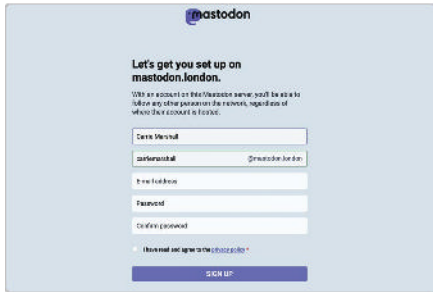 mastodon
Let's get you set up on
mastodon.london.
With an account on this Mastodon server, you'll be able to
follow any other person on the network, regardless of
where their account is hosted.
Carrie Marshall
carriemarshall @mastodon.london
E-mail address
Password
Confirm password
I have read and agree to the privacy policy *
SIGN UP